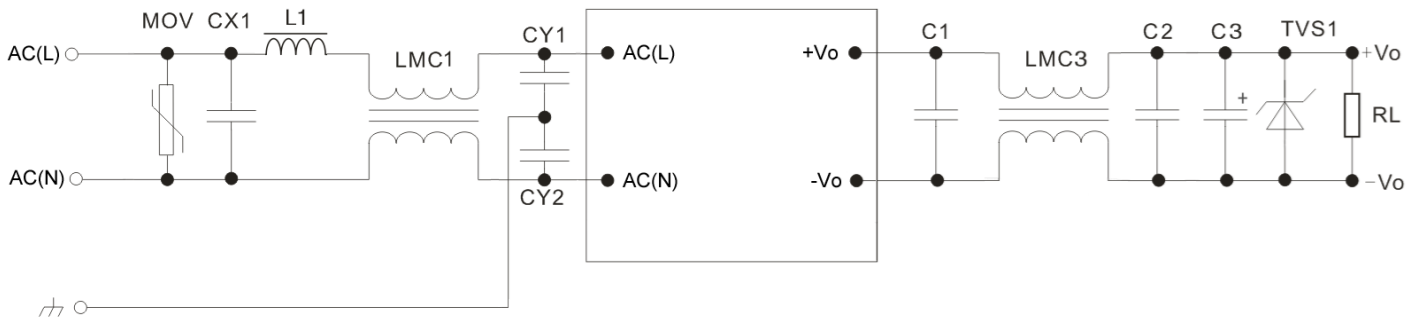 MOV
CX1
L1
LMC1
CY1
AC(L)
AC(L)
+Vo
C1
LMC3
C2
C3
TVS1
+Vo
+
RL
AC(N)
AC(N)
-Vo
−Vo
CY2